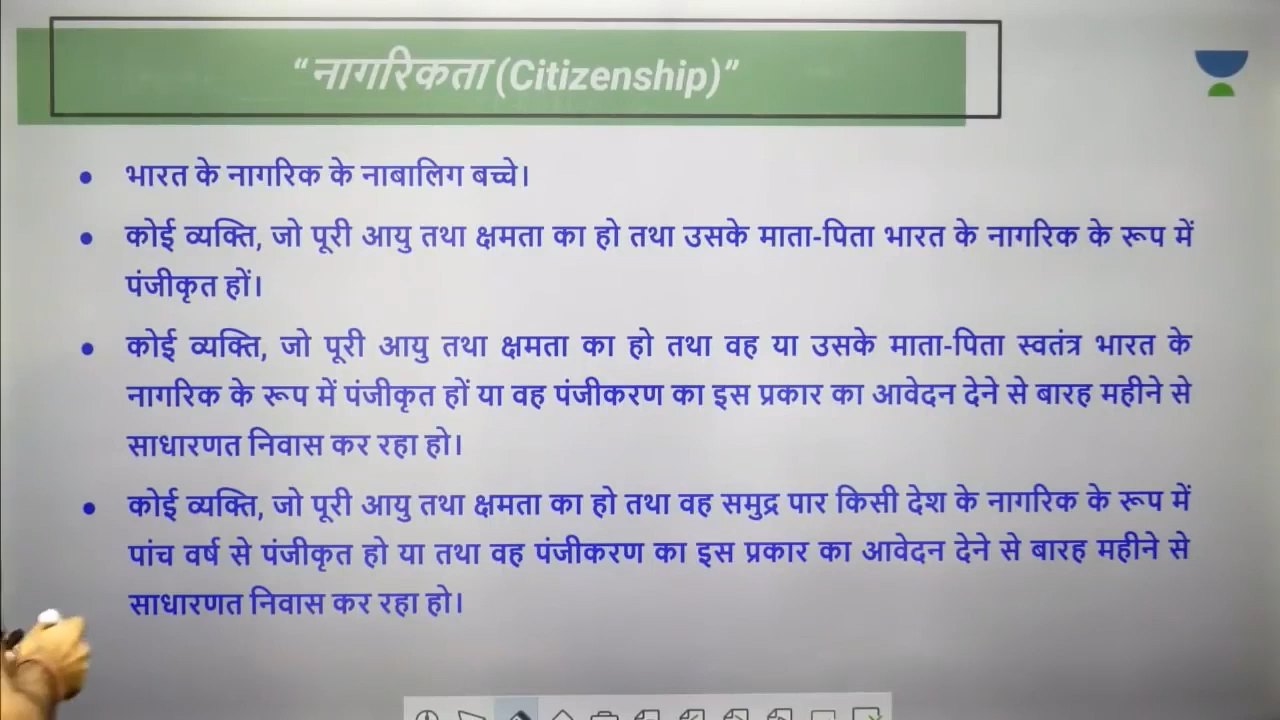 “नागरिकता (Citizenship)”
• भारत के नागरिक के नाबालिग बच्चे।
• कोई व्यक्ति, जो पूरी आयु तथा क्षमता का हो तथा उसके माता-पिता भारत के नागरिक के रूप में
पंजीकृत हों।
• कोई व्यक्ति, जो पूरी आयु तथा क्षमता का हो तथा वह या उसके माता-पिता स्वतंत्र भारत के
नागरिक के रूप में पंजीकृत हों या वह पंजीकरण का इस प्रकार का आवेदन देने से बारह महीने से
साधारणत निवास कर रहा हो।
• कोई व्यक्ति, जो पूरी आयु तथा क्षमता का हो तथा वह समुद्र पार किसी देश के नागरिक के रूप में
पांच वर्ष से पंजीकृत हो या तथा वह पंजीकरण का इस प्रकार का आवेदन देने से बारह महीने से
साधारणत निवास कर रहा हो।